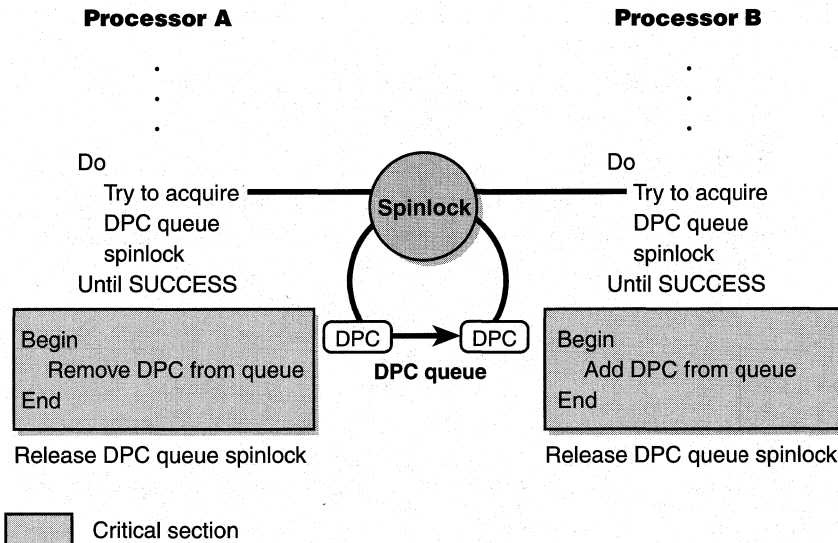 Processor A
Processor B
Do
Try to acquire
DPC queue
spinlock
Until SUCCESS
Begin
Remove DPC from queue
End
Release DPC queue spinlock
Spinlock
DPC
DPC
DPC queue
Do
Try to acquire
DPC queue
spinlock
Until SUCCESS
Begin
Add DPC from queue
End
Release DPC queue spinlock
Critical section